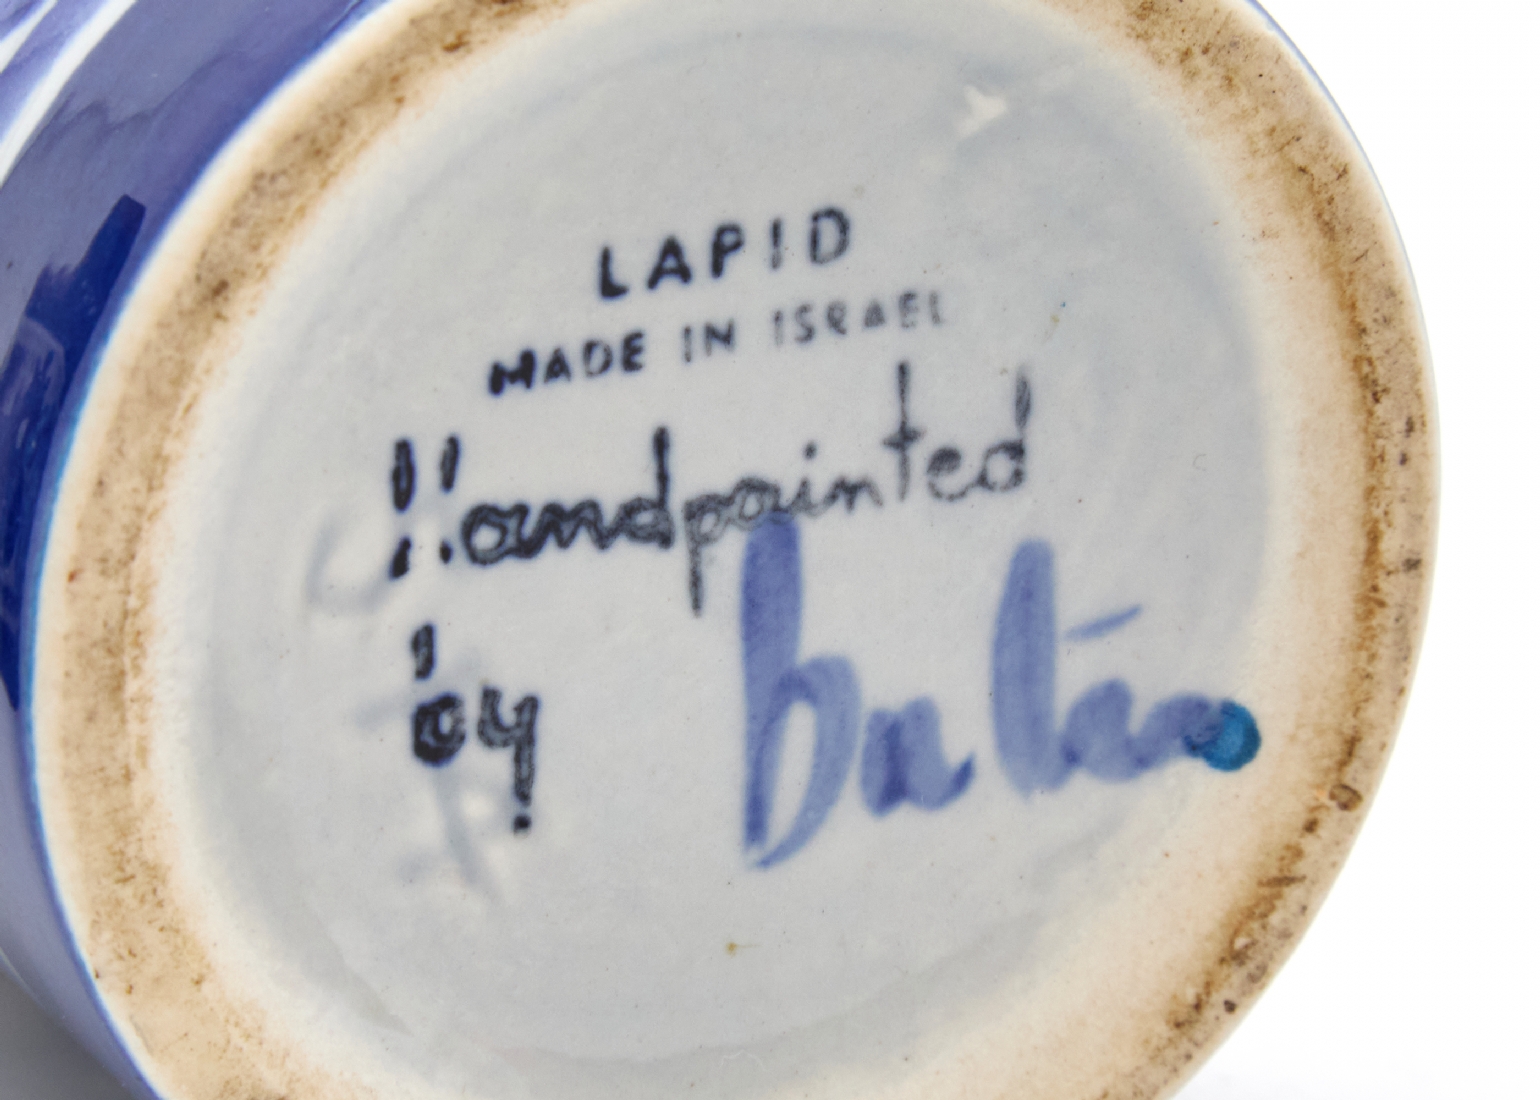 LAPID
MADE IN ISRAEL
Handpainted
by